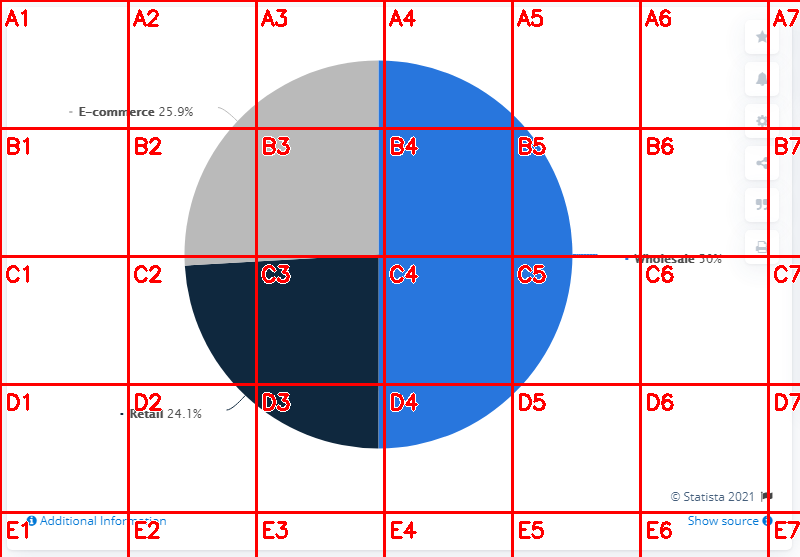 A1 A2 A3 A4 A5 A6 A7
E-commerce 25.9%
B1 B2 B3 B4 B5 B6 B7
Wholesale 50%
C1 C2 C3 C4 C5 C6 C7
D1 D2 D3 D4 D5 D6 D7
Retail 24.1%
© Statista 2021
Additional Information
Show source
E1 E2 E3 E4 E5 E6 E7